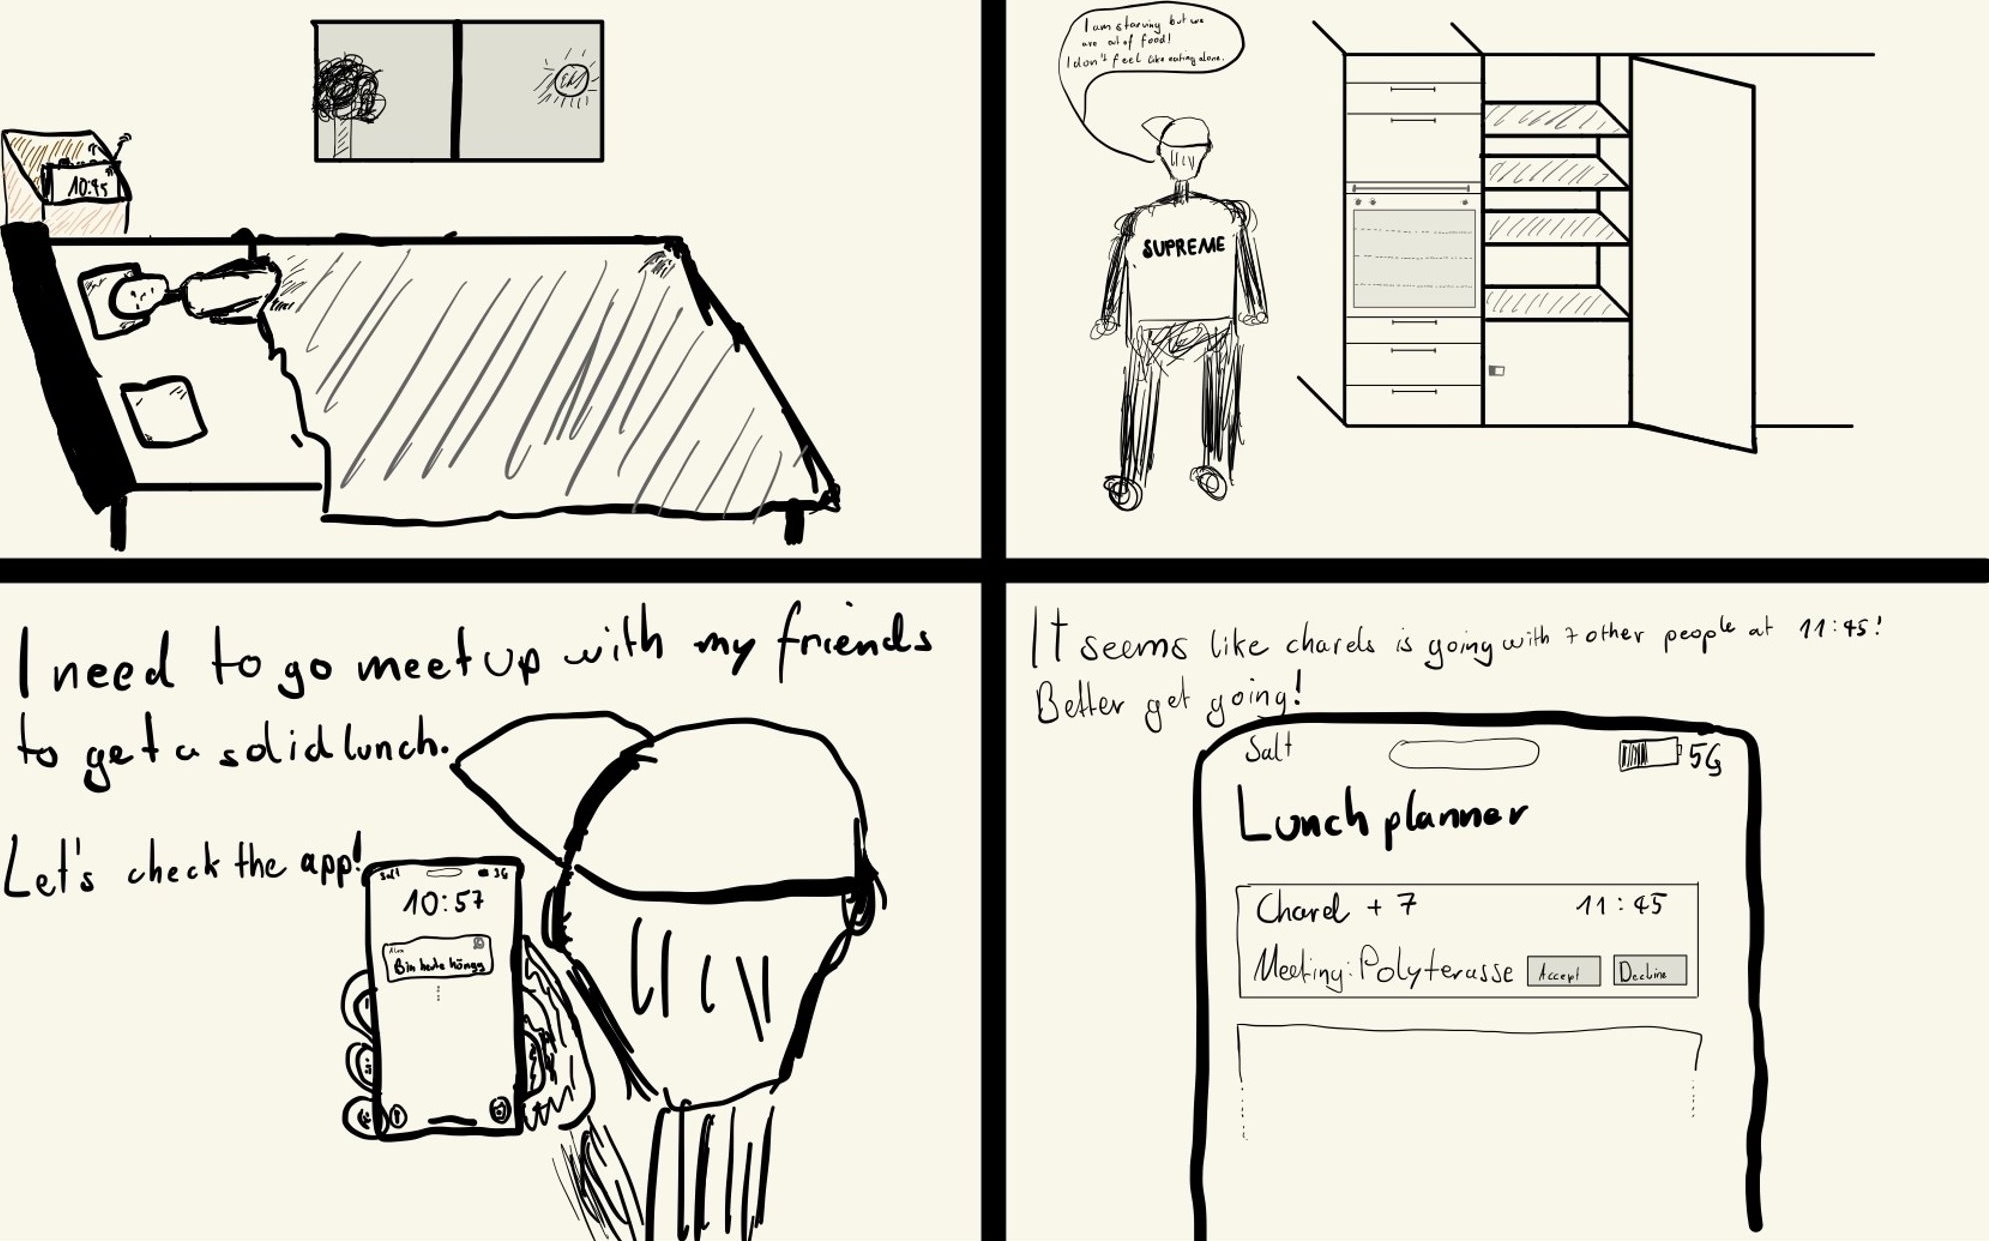 10:45
I am starving but we
are out of food!
I don't feel like eating alone.
SUPREME
I need to go meet up with my friends
to get a solid lunch.
Let's check the app!
Salt
10:57
Alex
Bin heute höngg
It seems like charels is going with 7 other people at 11:45!
Better get going!
Salt
5G
Lunch planner
Charel + 7
11:45
Meeting: Polyterasse
Accept
Decline